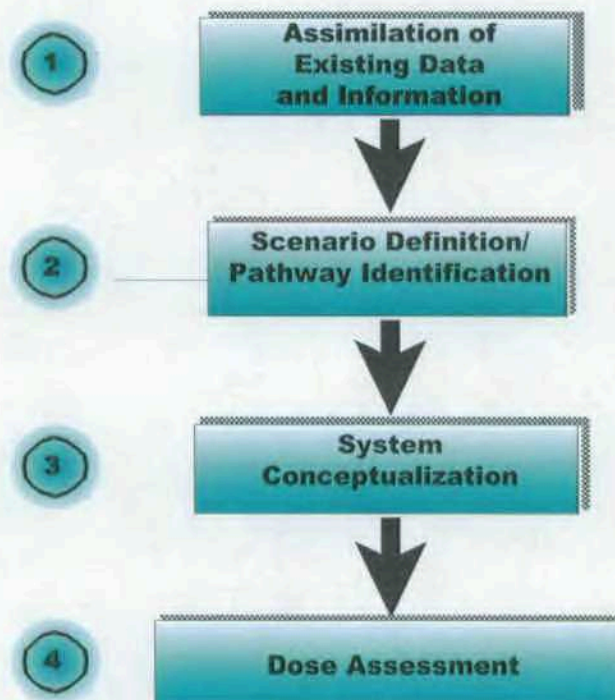 1
Assimilation of
Existing Data
and Information
2
Scenario Definition/
Pathway Identification
3
System
Conceptualization
4
Dose Assessment